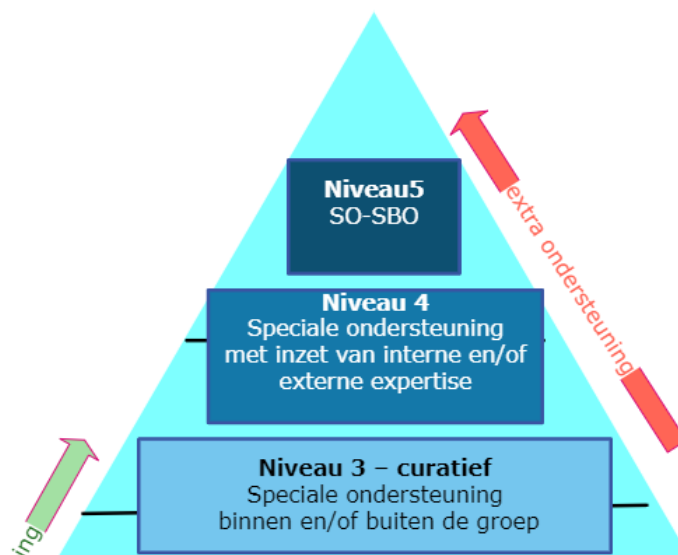 Niveau5
SO-SBO
extra ondersteuning
Niveau 4
Speciale ondersteuning
met inzet van interne en/of
externe expertise
Niveau 3 – curatief
Speciale ondersteuning
binnen en/of buiten de groep
ing